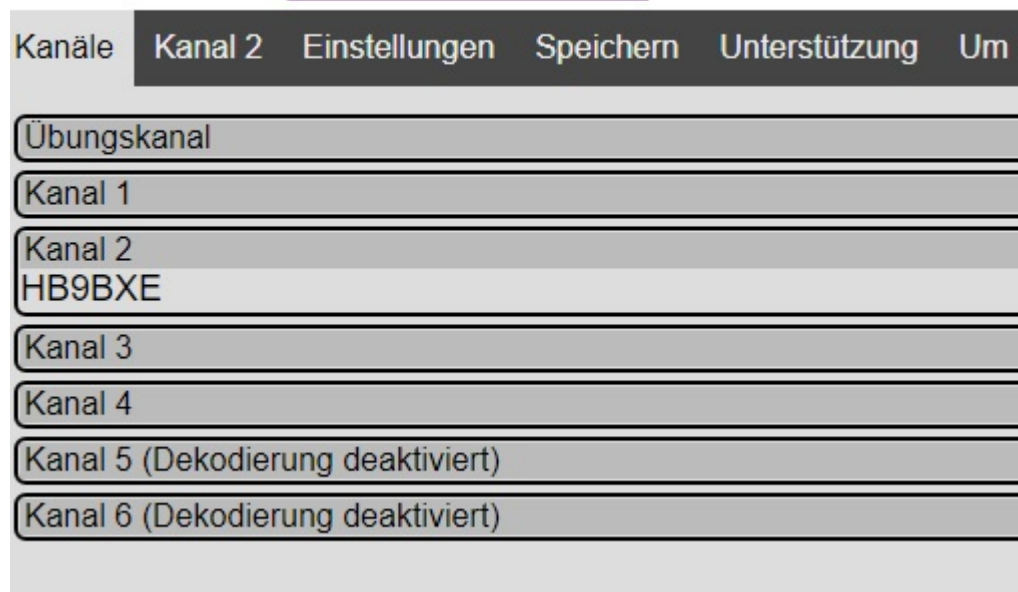 Kanäle Kanal 2 Einstellungen Speichern Unterstützung Um
Übungskanal
Kanal 1
Kanal 2
HB9BXE
Kanal 3
Kanal 4
Kanal 5 (Dekodierung deaktiviert)
Kanal 6 (Dekodierung deaktiviert)